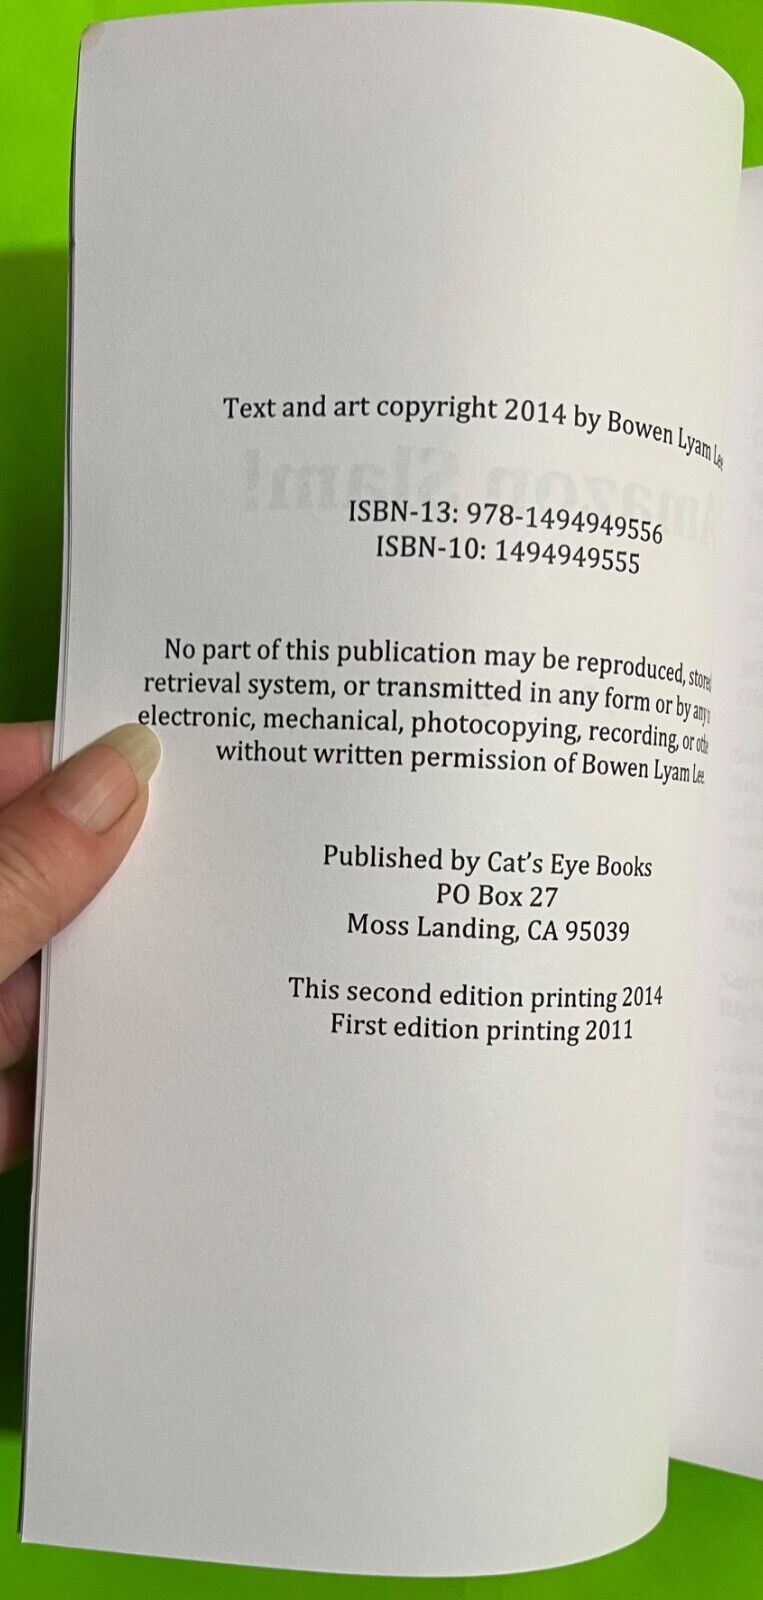 Text and art copyright 2014 by Bowen Lyam Lee
ISBN-13: 978-1494949556
ISBN-10: 1494949555
No part of this publication may be reproduced, stored
retrieval system, or transmitted in any form or by any
electronic, mechanical, photocopying, recording, or othe
without written permission of Bowen Lyam Lee
Published by Cat's Eye Books
PO Box 27
Moss Landing, CA 95039
This second edition printing 2014
First edition printing 2011